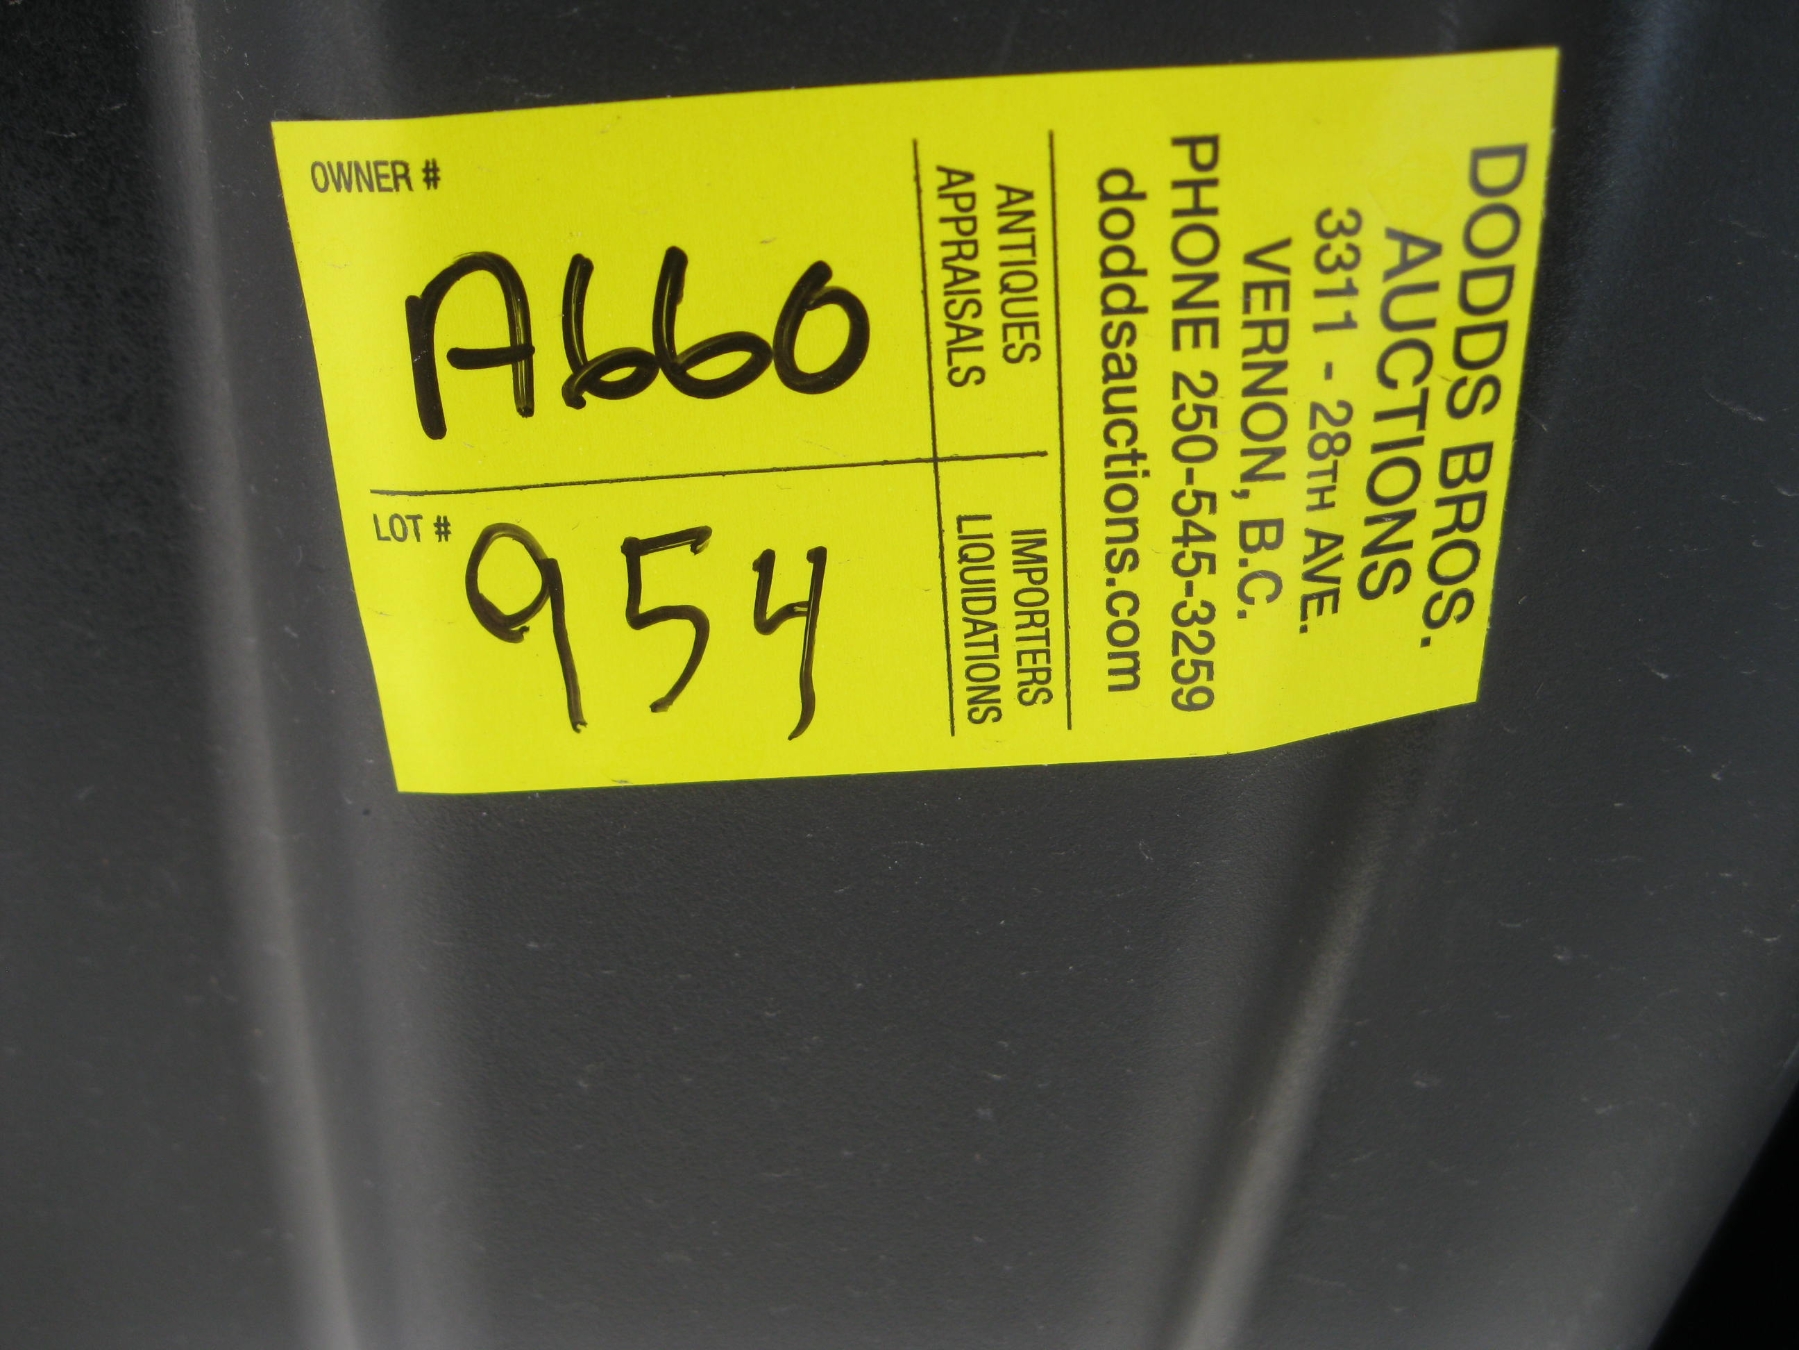 DODDS BROS.
AUCTIONS
3311 - 28TH AVE.
VERNON, B.C.
PHONE 250-545-3259
doddsauctions.com
ANTIQUES
APPRAISALS
IMPORTERS
LIQUIDATIONS
OWNER #
A660
LOT #
954